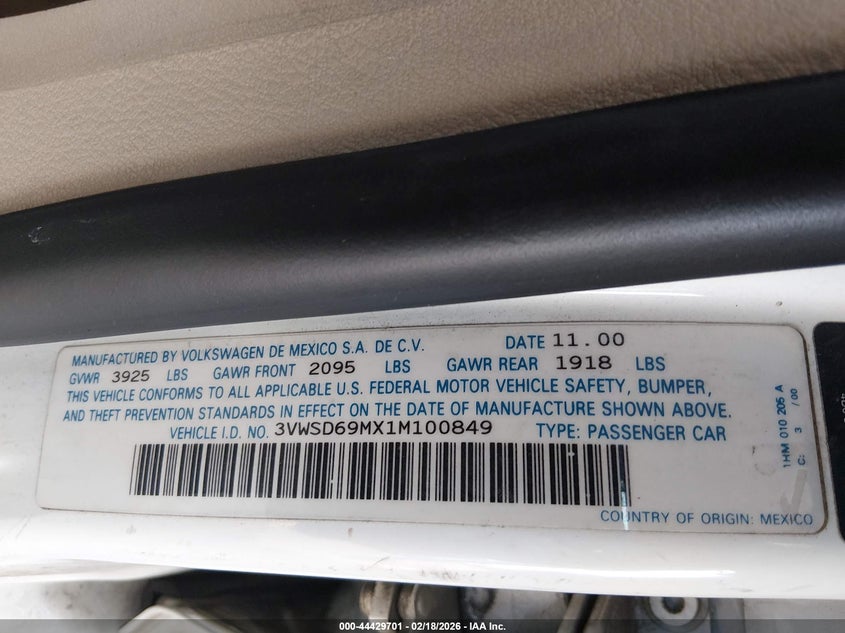 MANUFACTURED BY VOLKSWAGEN DE MEXICO S.A. DE C.V. DATE 11.00
GVWR 3925 LBS GAWR FRONT 2095 LBS GAWR REAR 1918 LBS
THIS VEHICLE CONFORMS TO ALL APPLICABLE U.S. FEDERAL MOTOR VEHICLE SAFETY, BUMPER,
AND THEFT PREVENTION STANDARDS IN EFFECT ON THE DATE OF MANUFACTURE SHOWN ABOVE.
VEHICLE I.D. NO. 3VWSD69MX1M100849 TYPE: PASSENGER CAR
COUNTRY OF ORIGIN: MEXICO
1HM 010 205 A
C: 3 /00
000-44429701 - 02/18/2026 - IAA Inc.